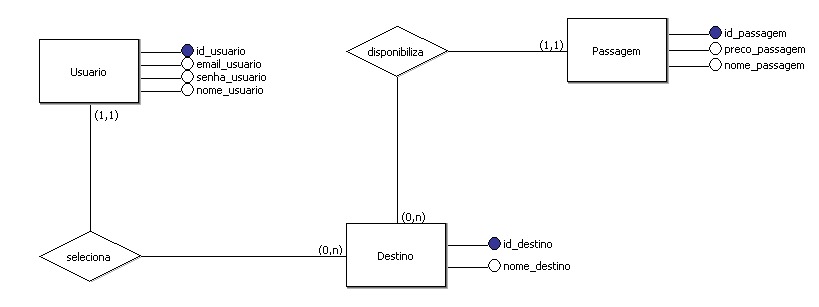 Usuario
id_usuario
email_usuario
senha_usuario
nome_usuario
(1,1)
disponibiliza
(1,1)
Passagem
id_passagem
preco_passagem
nome_passagem
seleciona
(0,n)
(0,n)
Destino
id_destino
nome_destino